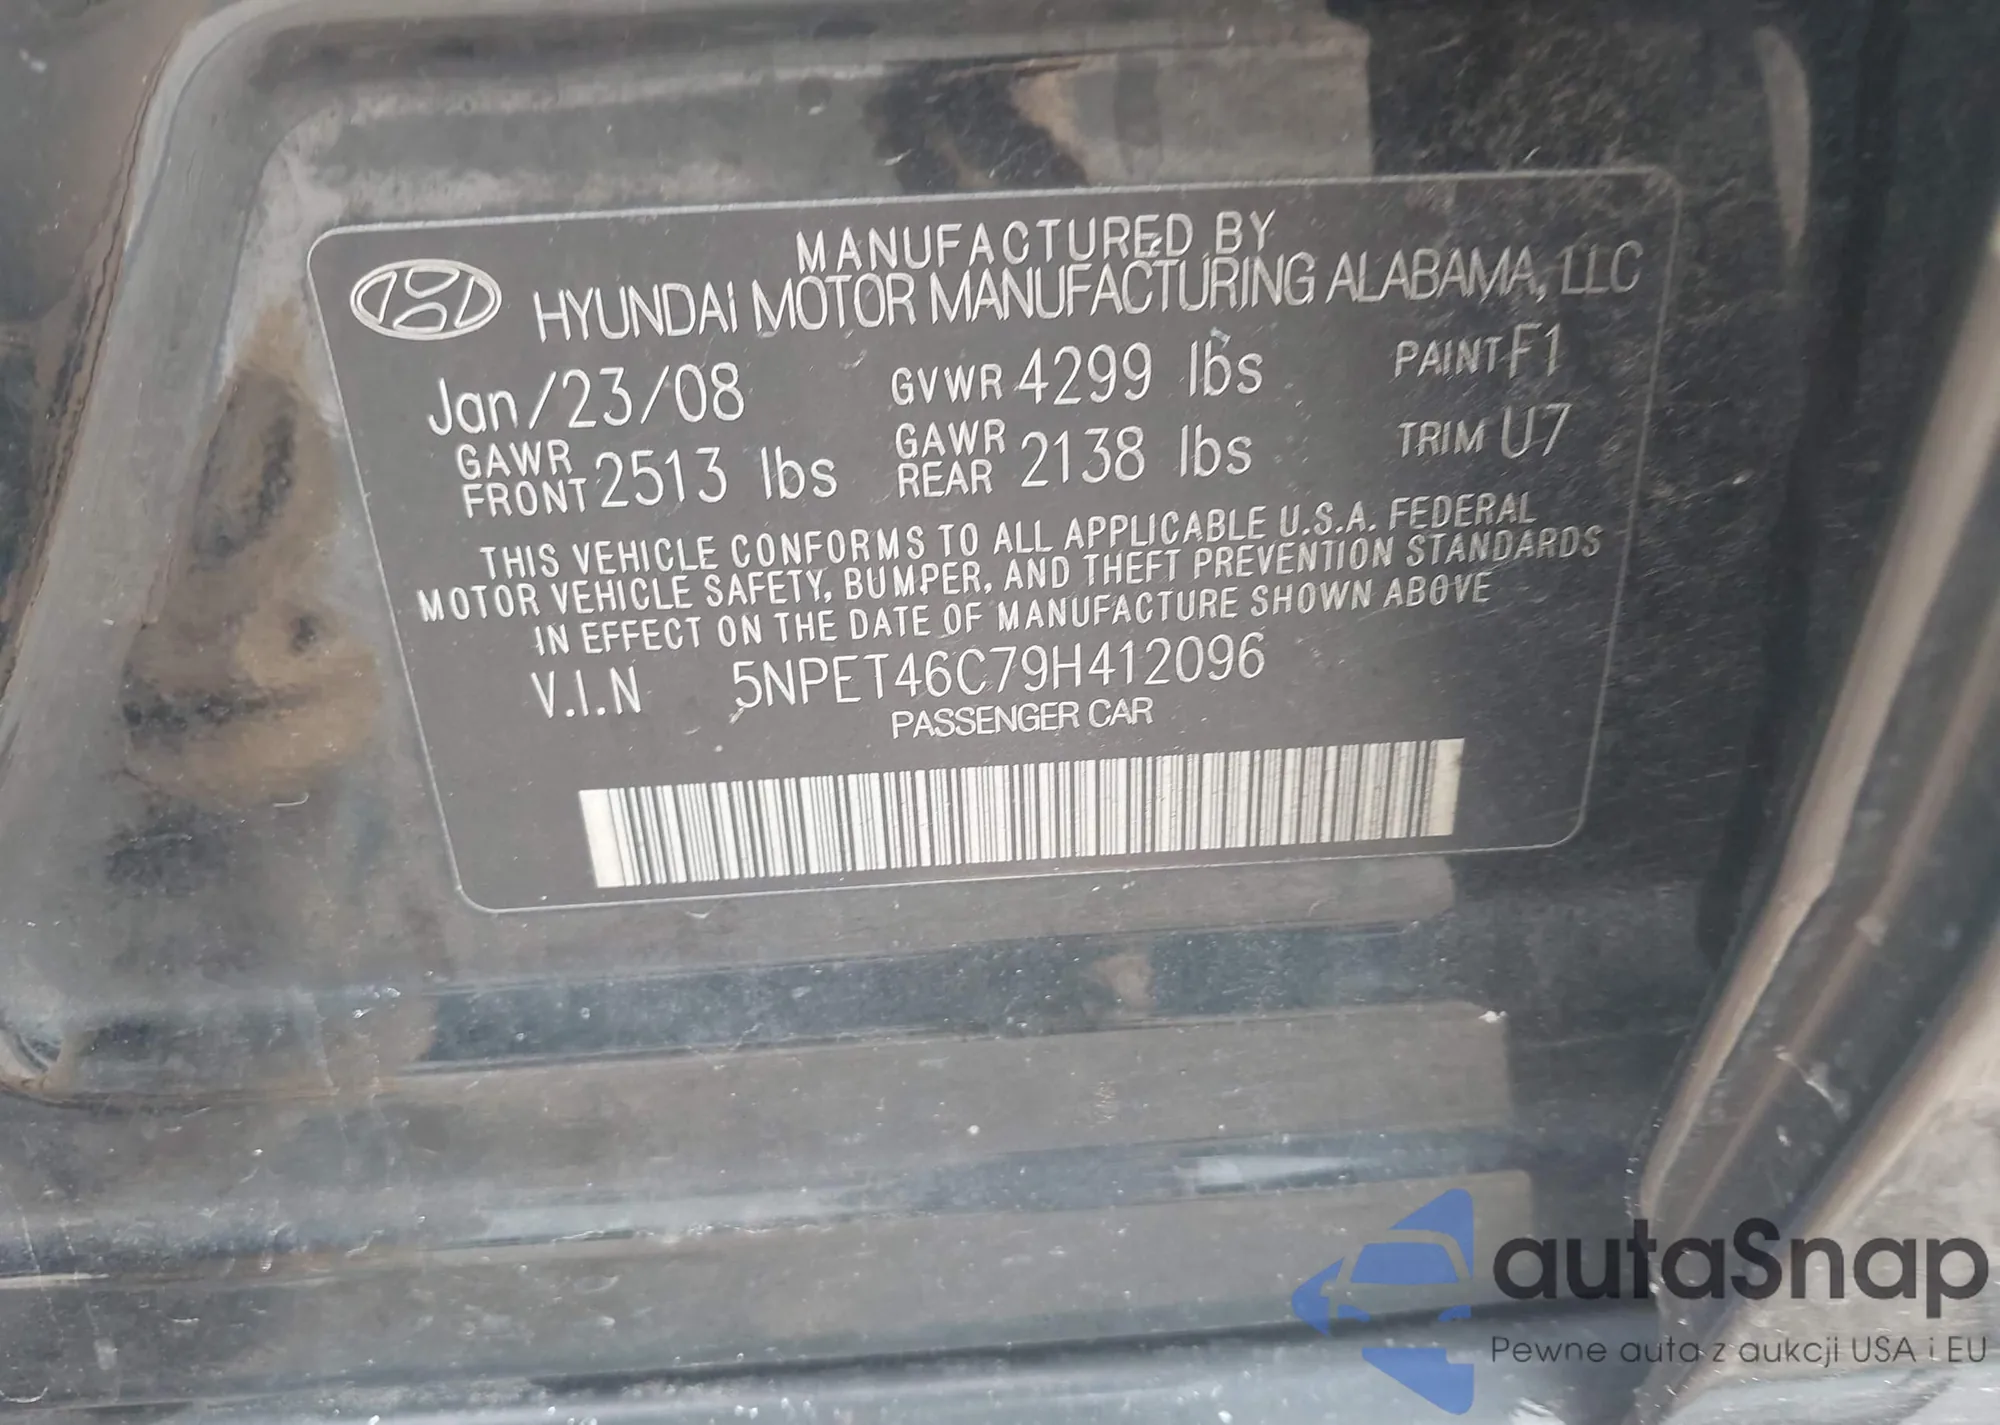 MANUFACTURED BY
HYUNDAI MOTOR MANUFACTURING ALABAMA, LLC
Jan/23/08 GVWR 4299 lbs PAINT F1
GAWR FRONT 2513 lbs GAWR REAR 2138 lbs TRIM U7
THIS VEHICLE CONFORMS TO ALL APPLICABLE U.S.A. FEDERAL
MOTOR VEHICLE SAFETY, BUMPER, AND THEFT PREVENTION STANDARDS
IN EFFECT ON THE DATE OF MANUFACTURE SHOWN ABOVE
V.I.N 5NPET46C79H412096
PASSENGER CAR
autaSnap
Pewne auta z aukcji USA i EU